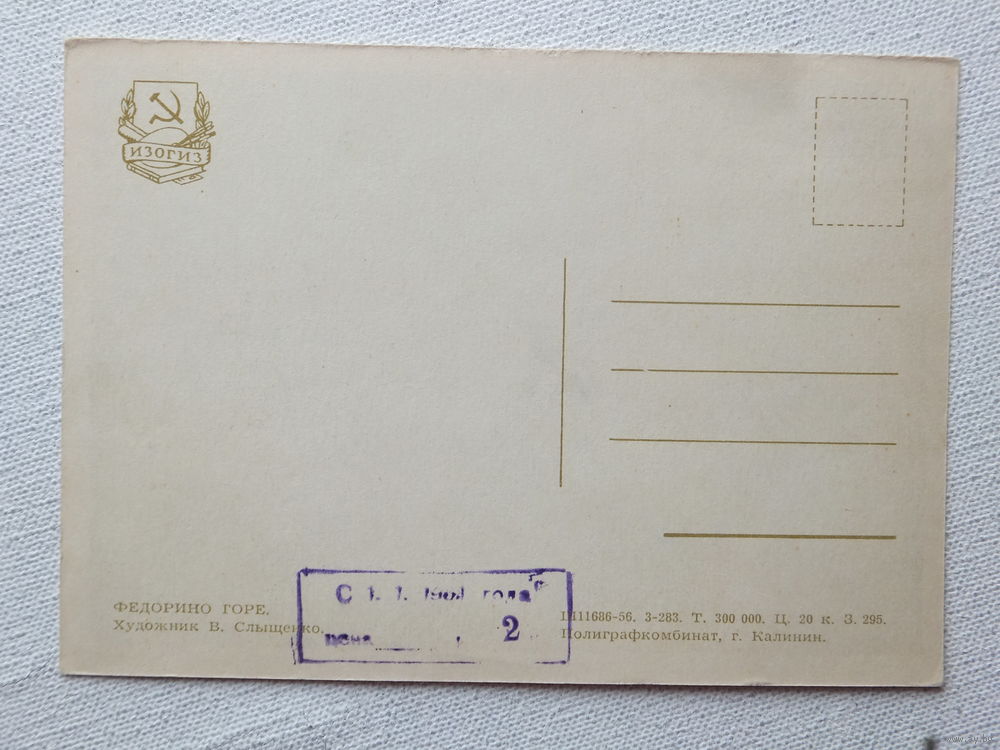 ИЗОГИЗ
ФЕДОРИНО ГОРЕ.
Художник В. Слыщенко.
С 1. 1. 1961 года
цена 2
Ш11686-56. З-283. Т. 300 000. Ц. 20 к. З. 295.
Полиграфкомбинат, г. Калинин.